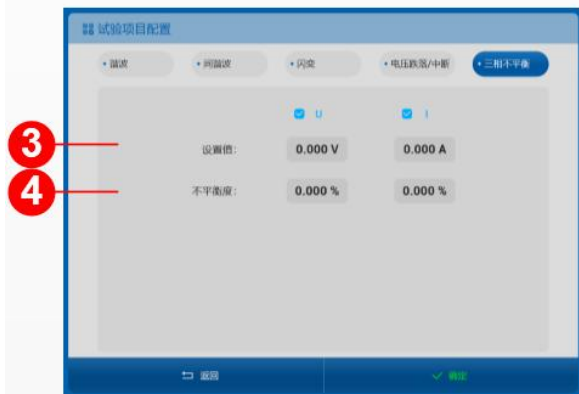 试验项目配置
• 谐波 • 间谐波 • 闪变 • 电压跌落/中断 • 三相不平衡
U I
3 设置值: 0.000 V 0.000 A
4 不平衡度: 0.000 % 0.000 %
返回 确定